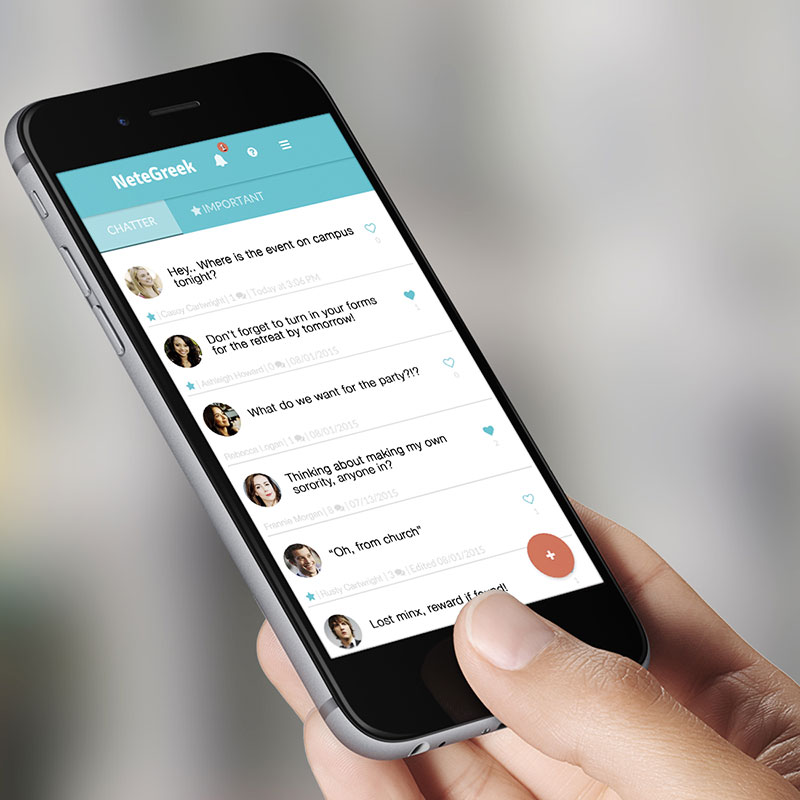 NeteGreek
1
?
CHATTER
★ IMPORTANT
Hey.. Where is the event on campus
tonight?
0
★ | Casey Cartwright | 1 | Today at 3:06 PM
Don't forget to turn in your forms
for the retreat by tomorrow!
1
★ | Ashleigh Howard | 0 | 08/01/2015
What do we want for the party?!?
0
Rebecca Logan | 1 | 08/01/2015
Thinking about making my own
sorority, anyone in?
2
Frannie Morgan | 8 | 07/13/2015
"Oh, from church"
1
★ | Rusty Cartwright | 3 | Edited 08/01/2015
+
Lost minx, reward if found!
1